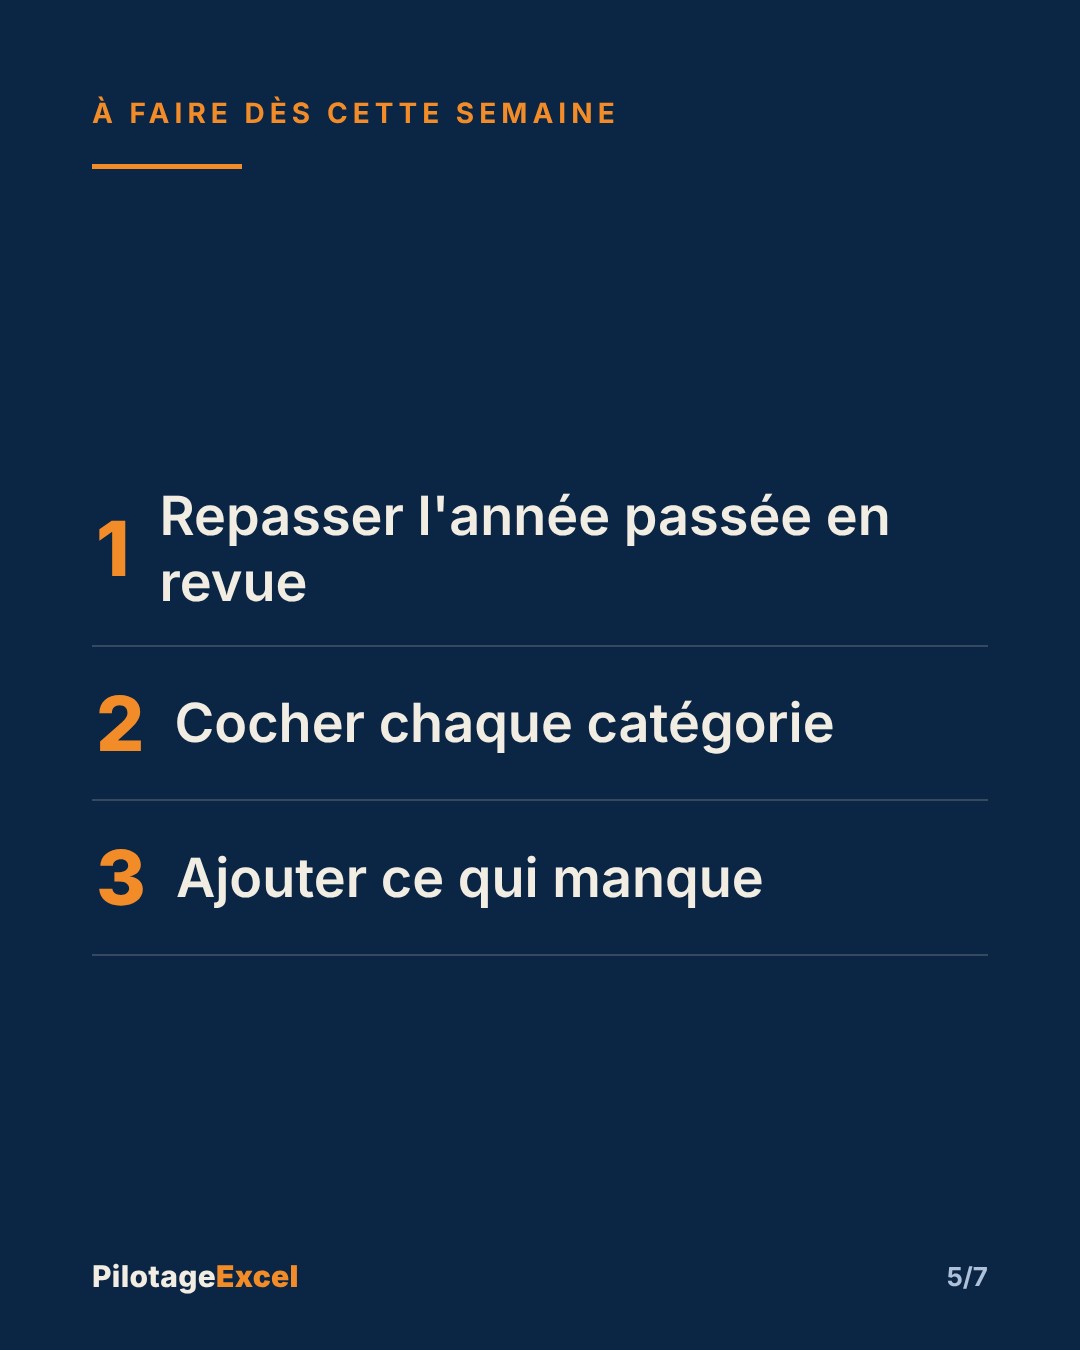 À FAIRE DÈS CETTE SEMAINE
1 Repasser l'année passée en
revue
2 Cocher chaque catégorie
3 Ajouter ce qui manque
PilotageExcel
5/7